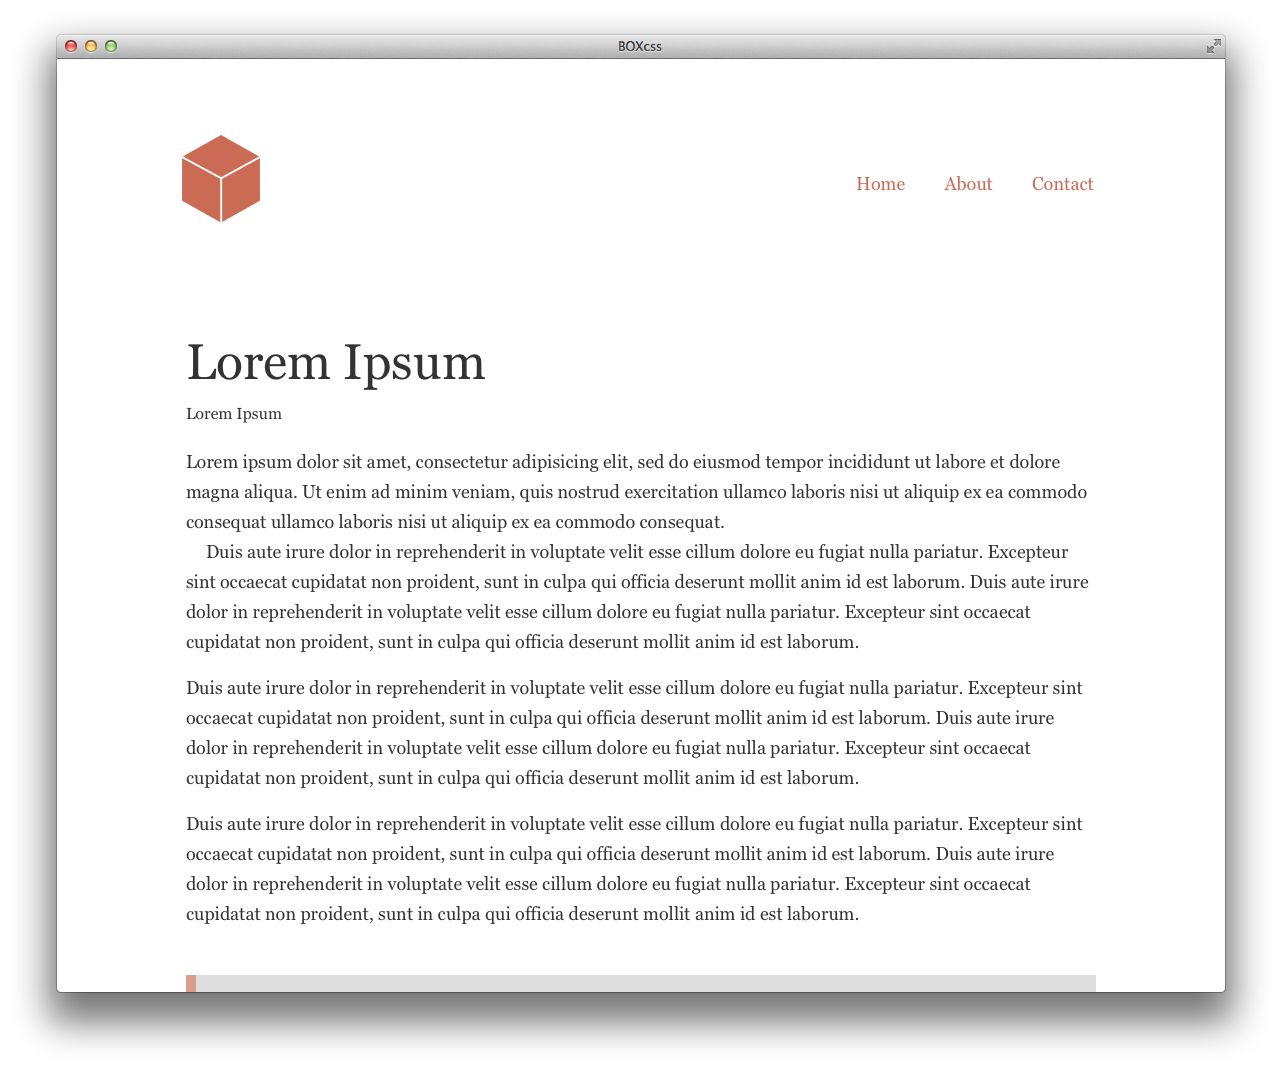 BOXcss
Home About Contact
Lorem Ipsum
Lorem Ipsum
Lorem ipsum dolor sit amet, consectetur adipisicing elit, sed do eiusmod tempor incididunt ut labore et dolore
magna aliqua. Ut enim ad minim veniam, quis nostrud exercitation ullamco laboris nisi ut aliquip ex ea commodo
consequat ullamco laboris nisi ut aliquip ex ea commodo consequat.
Duis aute irure dolor in reprehenderit in voluptate velit esse cillum dolore eu fugiat nulla pariatur. Excepteur
sint occaecat cupidatat non proident, sunt in culpa qui officia deserunt mollit anim id est laborum. Duis aute irure
dolor in reprehenderit in voluptate velit esse cillum dolore eu fugiat nulla pariatur. Excepteur sint occaecat
cupidatat non proident, sunt in culpa qui officia deserunt mollit anim id est laborum.
Duis aute irure dolor in reprehenderit in voluptate velit esse cillum dolore eu fugiat nulla pariatur. Excepteur sint
occaecat cupidatat non proident, sunt in culpa qui officia deserunt mollit anim id est laborum. Duis aute irure
dolor in reprehenderit in voluptate velit esse cillum dolore eu fugiat nulla pariatur. Excepteur sint occaecat
cupidatat non proident, sunt in culpa qui officia deserunt mollit anim id est laborum.
Duis aute irure dolor in reprehenderit in voluptate velit esse cillum dolore eu fugiat nulla pariatur. Excepteur sint
occaecat cupidatat non proident, sunt in culpa qui officia deserunt mollit anim id est laborum. Duis aute irure
dolor in reprehenderit in voluptate velit esse cillum dolore eu fugiat nulla pariatur. Excepteur sint occaecat
cupidatat non proident, sunt in culpa qui officia deserunt mollit anim id est laborum.